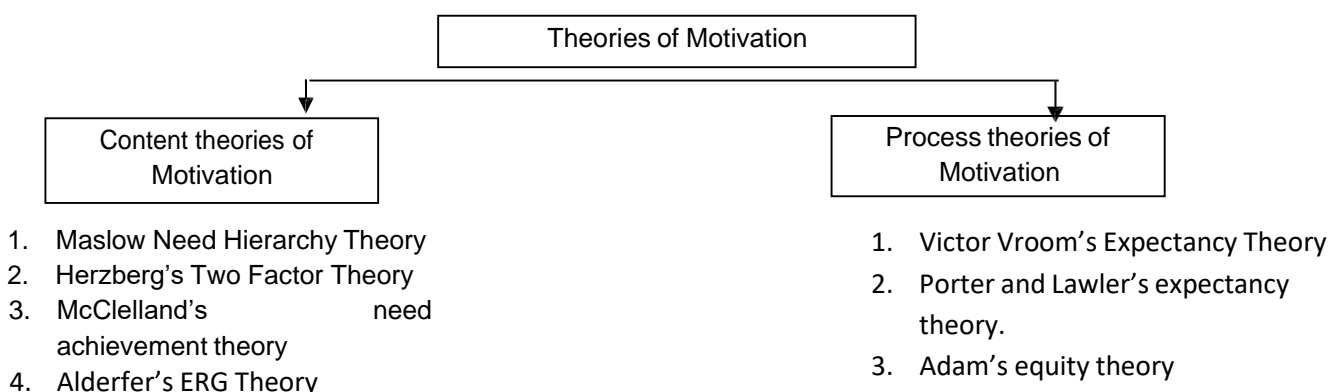 Theories of Motivation
Content theories of
Motivation
Process theories of
Motivation
1. Maslow Need Hierarchy Theory
2. Herzberg's Two Factor Theory
3. McClelland's need
achievement theory
4. Alderfer's ERG Theory
1. Victor Vroom’s Expectancy Theory
2. Porter and Lawler’s expectancy
theory.
3. Adam’s equity theory